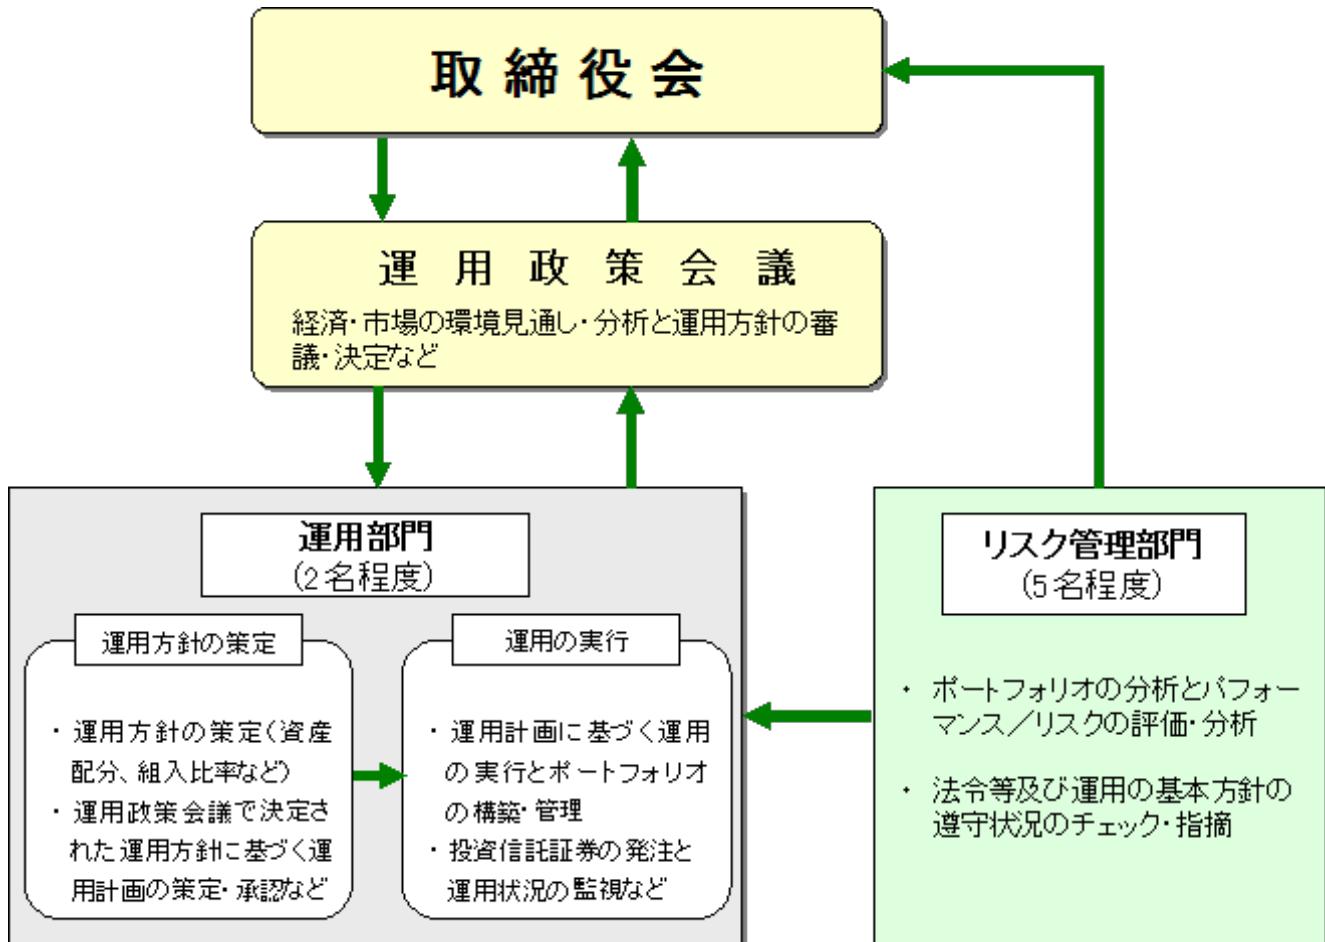 取締役会
運用政策会議
経済・市場の環境見通し・分析と運用方針の審
議・決定など
運用部門
(2名程度)
運用方針の策定
・運用方針の策定(資産
配分、組入比率など)
・運用政策会議で決定さ
れた運用方針に基づく運
用計画の策定・承認など
運用の実行
・運用計画に基づく運用
の実行とポートフォリオ
の構築・管理
・投資信託証券の発注と
運用状況の監視など
リスク管理部門
(5名程度)
・ポートフォリオの分析とパフォー
マンス/リスクの評価・分析
・法令等及び運用の基本方針の
遵守状況のチェック・指摘